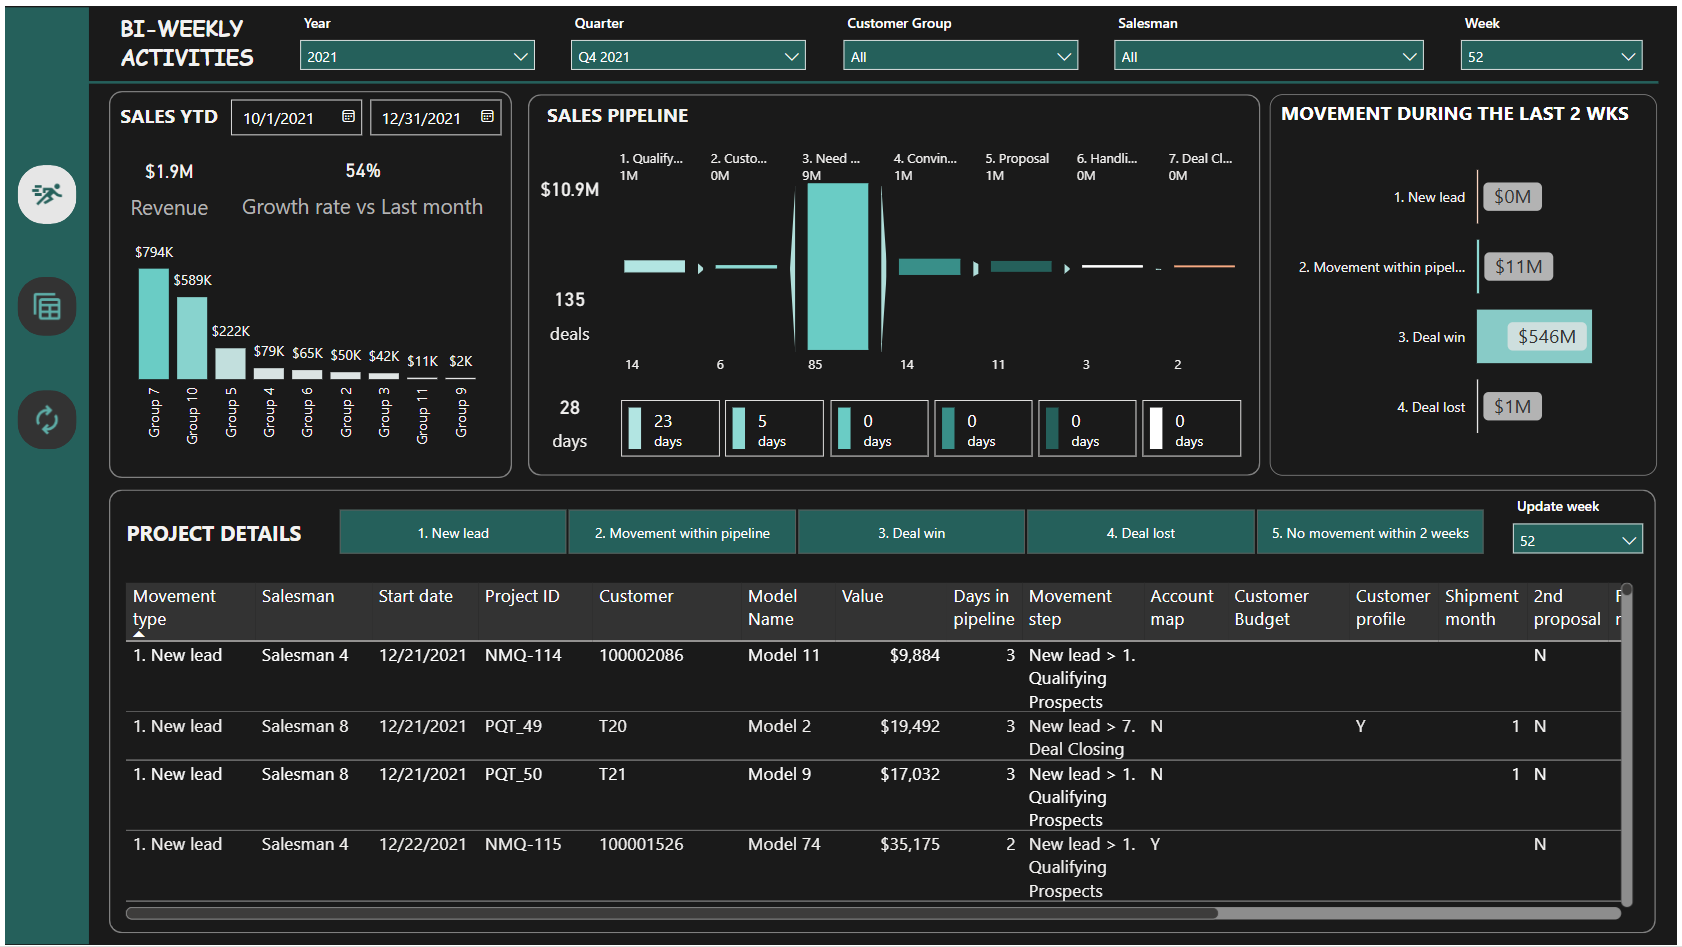 BI-WEEKLY
ACTIVITIES
Year
2021
Quarter
Q4 2021
Customer Group
All
Salesman
All
Week
52
SALES YTD
10/1/2021
12/31/2021
$1.9M
Revenue
54%
Growth rate vs Last month
$794K
$589K
$222K
$79K
$65K
$50K
$42K
$11K
$2K
Group 7
Group 10
Group 5
Group 4
Group 6
Group 2
Group 3
Group 11
Group 9
SALES PIPELINE
1. Qualify...
1M
2. Custo...
0M
3. Need ...
9M
4. Convin...
1M
5. Proposal
1M
6. Handli...
0M
7. Deal Cl...
0M
$10.9M
135
deals
14
6
85
14
11
3
2
28
days
23
days
5
days
0
days
0
days
0
days
0
days
MOVEMENT DURING THE LAST 2 WKS
1. New lead
$0M
2. Movement within pipel...
$11M
3. Deal win
$546M
4. Deal lost
$1M
PROJECT DETAILS
1. New lead
2. Movement within pipeline
3. Deal win
4. Deal lost
5. No movement within 2 weeks
Update week
52
Movement
type
Salesman
Start date
Project ID
Customer
Model
Name
Value
Days in
pipeline
Movement
step
Account
map
Customer
Budget
Customer
profile
Shipment
month
2nd
proposal
1. New lead Salesman 4 12/21/2021 NMQ-114 100002086 Model 11 $9,884 3 New lead > 1. N
Qualifying
Prospects
1. New lead Salesman 8 12/21/2021 PQT_49 T20 Model 2 $19,492 3 New lead > 7. N Y 1 N
Deal Closing
1. New lead Salesman 8 12/21/2021 PQT_50 T21 Model 9 $17,032 3 New lead > 1. N 1 N
Qualifying
Prospects
1. New lead Salesman 4 12/22/2021 NMQ-115 100001526 Model 74 $35,175 2 New lead > 1. Y N
Qualifying
Prospects